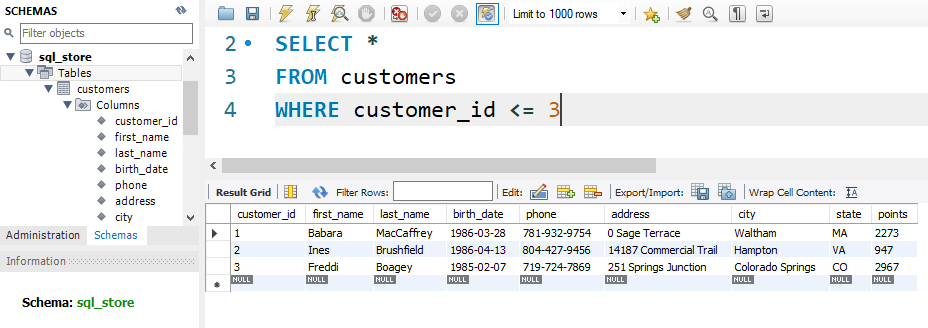 SCHEMAS
Filter objects
sql_store
Tables
customers
Columns
customer_id
first_name
last_name
birth_date
phone
address
city
Administration Schemas
Information
Schema: sql_store
Limit to 1000 rows
2 SELECT *
3 FROM customers
4 WHERE customer_id <= 3
Result Grid Filter Rows: Edit: Export/Import: Wrap Cell Content:
customer_id first_name last_name birth_date phone address city state points
1 Babara MacCaffrey 1986-03-28 781-932-9754 0 Sage Terrace Waltham MA 2273
2 Ines Brushfield 1986-04-13 804-427-9456 14187 Commercial Trail Hampton VA 947
3 Freddi Boagey 1985-02-07 719-724-7869 251 Springs Junction Colorado Springs CO 2967
NULL NULL NULL NULL NULL NULL NULL NULL NULL